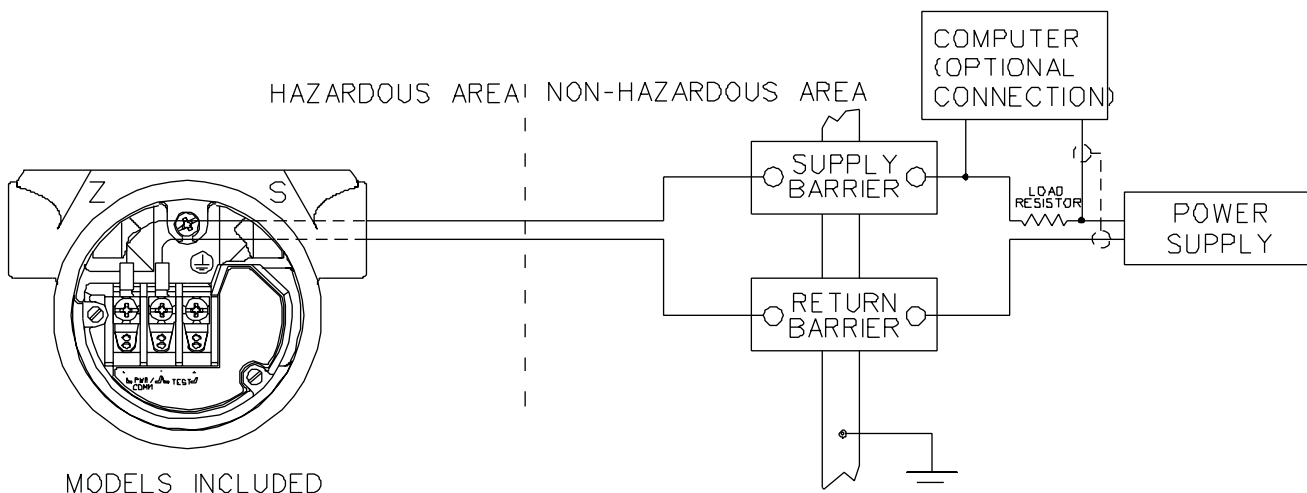 COMPUTER
(OPTIONAL
CONNECTION)
HAZARDOUS AREA
NON-HAZARDOUS AREA
SUPPLY
BARRIER
LOAD
RESISTOR
POWER
SUPPLY
Z
S
RETURN
BARRIER
PWR /
COMM
TEST
MODELS INCLUDED